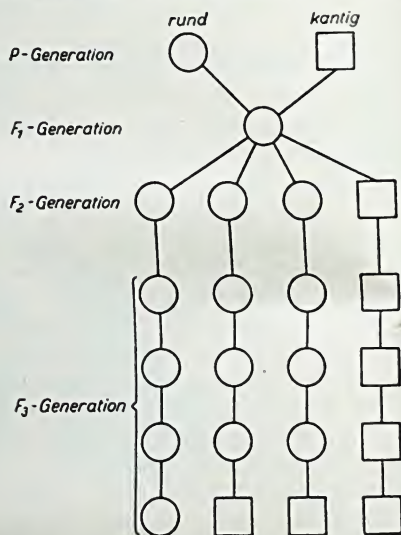 rund kantig
P-Generation
F₁-Generation
F₂-Generation
F₃-Generation